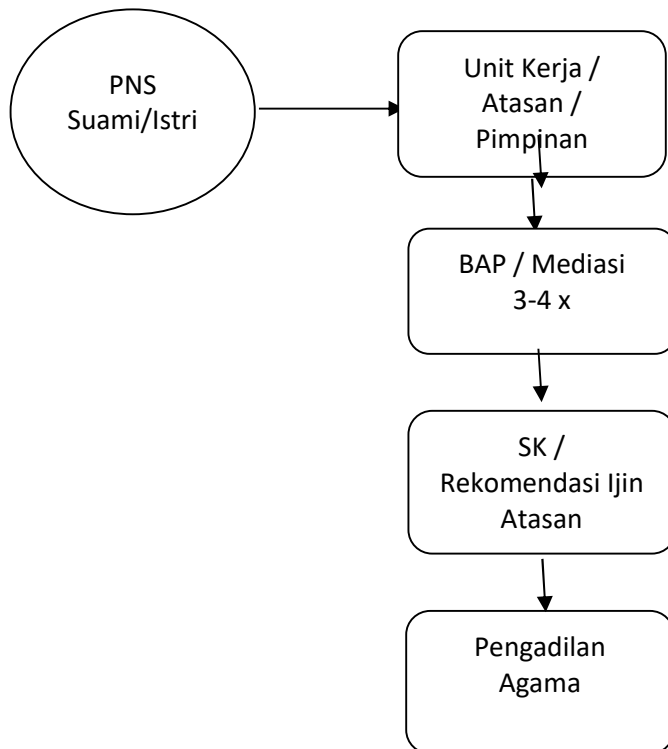 PNS
Suami/Istri
Unit Kerja /
Atasan /
Pimpinan
BAP / Mediasi
3-4 x
SK /
Rekomendasi Ijin
Atasan
Pengadilan
Agama